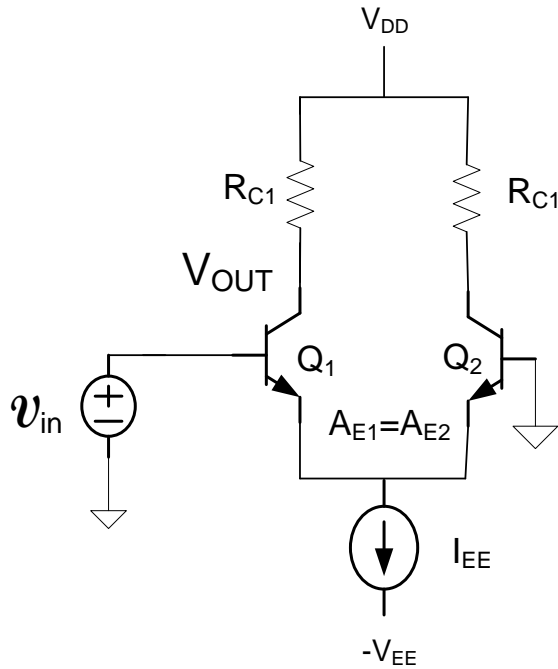 V_DD
R_C1
R_C1
V_OUT
Q_1
Q_2
+
−
v_in
A_E1=A_E2
I_EE
-V_EE